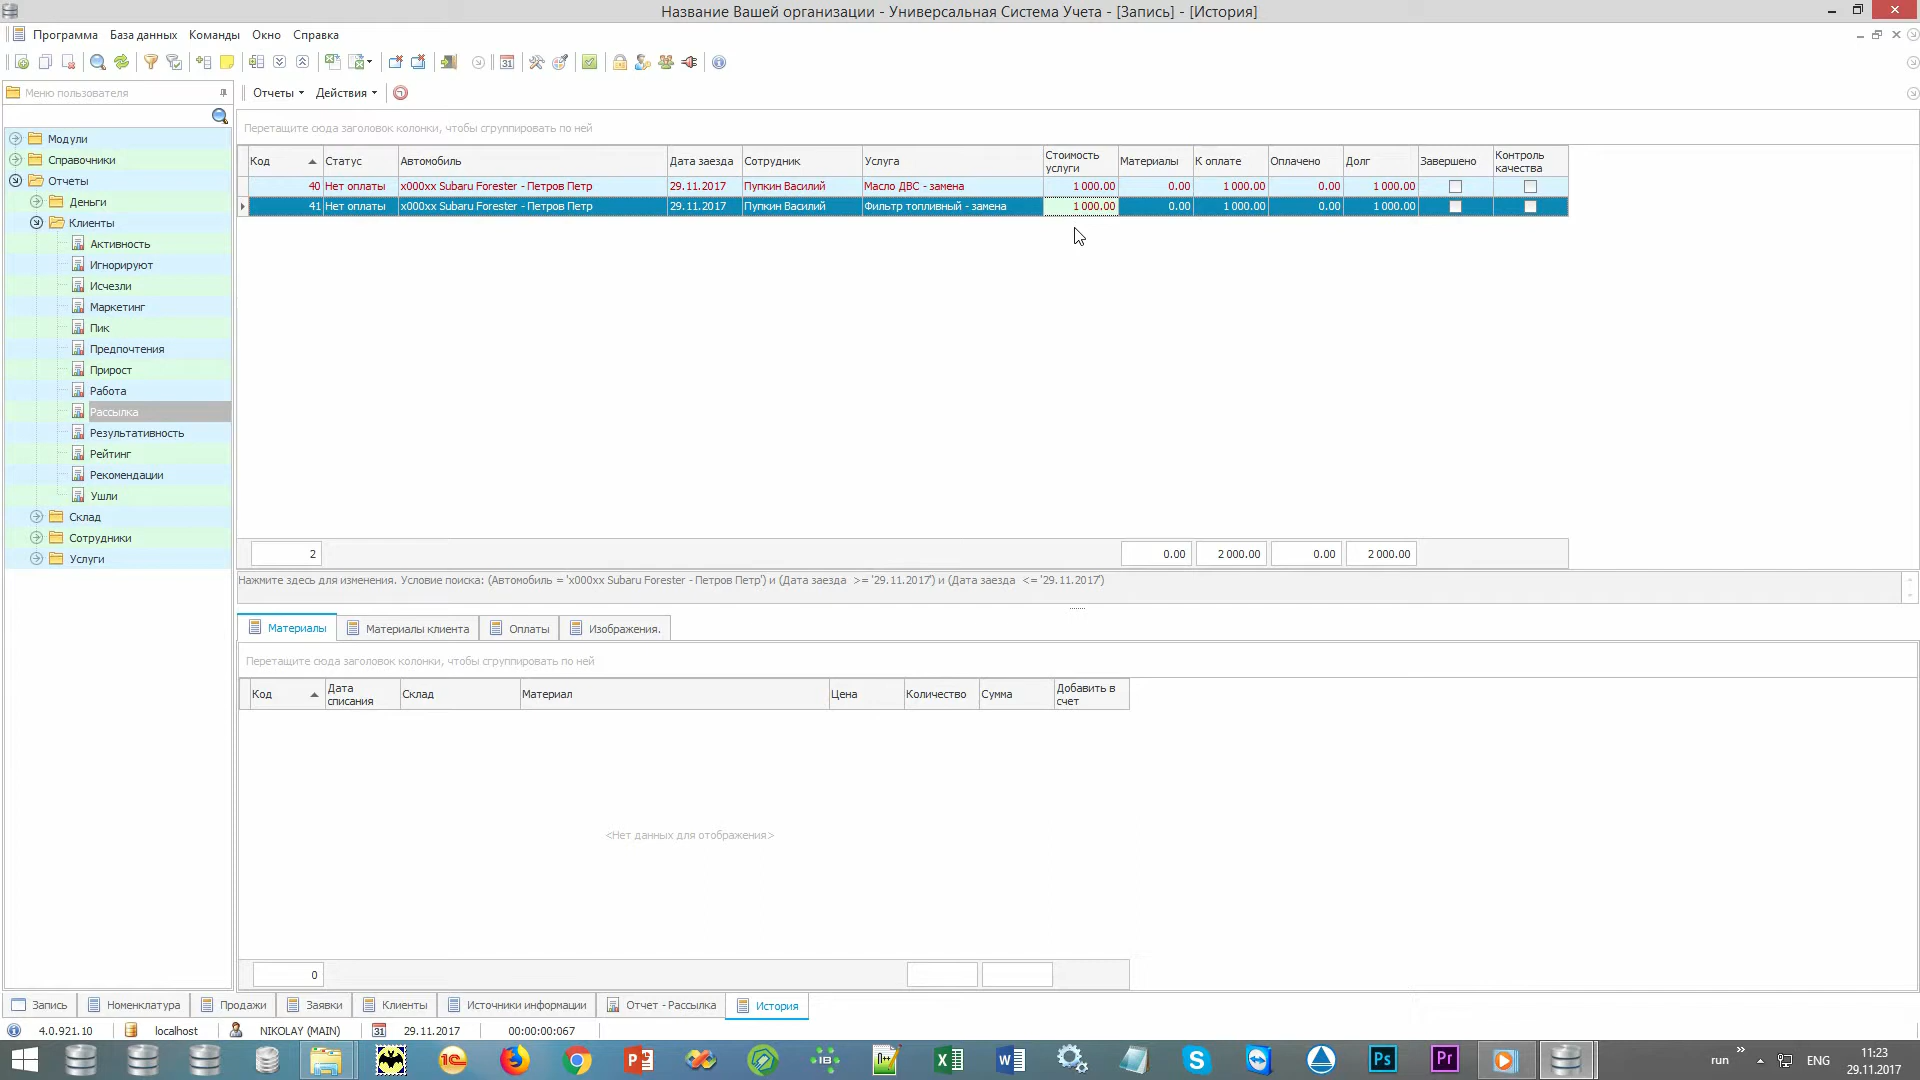 Название Вашей организации - Универсальная Система Учета - [Запись] - [История]
Программа База данных Команды Окно Справка
Меню пользователя
Отчеты Действия
Перетащите сюда заголовок колонки, чтобы сгруппировать по ней
Модули
Справочники
Отчеты
Деньги
Клиенты
Активность
Игнорируют
Исчезли
Маркетинг
Пик
Предпочтения
Прирост
Работа
Рассылка
Результативность
Рейтинг
Рекомендации
Ушли
Склад
Сотрудники
Услуги
Код Статус Автомобиль Дата заезда Сотрудник Услуга Стоимость услуги Материалы К оплате Оплачено Долг Завершено Контроль качества
40 Нет оплаты x000xx Subaru Forester - Петров Петр 29.11.2017 Пупкин Василий Масло ДВС - замена 1 000.00 0.00 1 000.00 0.00 1 000.00
41 Нет оплаты x000xx Subaru Forester - Петров Петр 29.11.2017 Пупкин Василий Фильтр топливный - замена 1 000.00 0.00 1 000.00 0.00 1 000.00
2 0.00 2 000.00 0.00 2 000.00
Нажмите здесь для изменения. Условие поиска: (Автомобиль = 'x000xx Subaru Forester - Петров Петр') и (Дата заезда >= '29.11.2017') и (Дата заезда <= '29.11.2017')
Материалы Материалы клиента Оплаты Изображения.
Перетащите сюда заголовок колонки, чтобы сгруппировать по ней
Код Дата списания Склад Материал Цена Количество Сумма Добавить в счет
<Нет данных для отображения>
0
Запись Номенклатура Продажи Заявки Клиенты Источники информации Отчет - Рассылка История
4.0.921.10 localhost NIKOLAY (MAIN) 31 29.11.2017 00:00:00:067
run ENG 11:23
29.11.2017